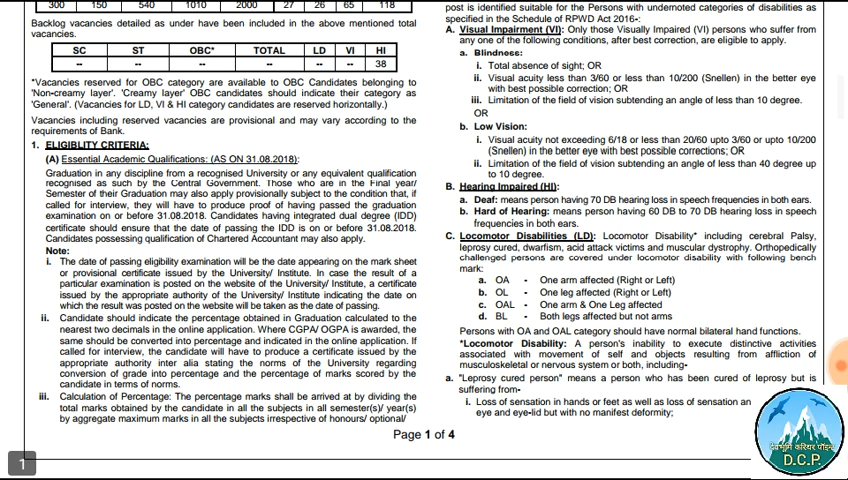 300 150 540 1010 2000 27 26 65 118
Backlog vacancies detailed as under have been included in the above mentioned total
vacancies.
SC ST OBC* TOTAL LD VI HI
-- -- -- -- -- -- 38
*Vacancies reserved for OBC category are available to OBC Candidates belonging to
'Non-creamy layer'. 'Creamy layer' OBC candidates should indicate their category as
'General'. (Vacancies for LD, VI & HI category candidates are reserved horizontally.)
Vacancies including reserved vacancies are provisional and may vary according to the
requirements of Bank.
1. ELIGIBLITY CRITERIA:
(A) Essential Academic Qualifications: (AS ON 31.08.2018):
Graduation in any discipline from a recognised University or any equivalent qualification
recognised as such by the Central Government. Those who are in the Final year/
Semester of their Graduation may also apply provisionally subject to the condition that, if
called for interview, they will have to produce proof of having passed the graduation
examination on or before 31.08.2018. Candidates having integrated dual degree (IDD)
certificate should ensure that the date of passing the IDD is on or before 31.08.2018.
Candidates possessing qualification of Chartered Accountant may also apply.
Note:
i. The date of passing eligibility examination will be the date appearing on the mark sheet
or provisional certificate issued by the University/ Institute. In case the result of a
particular examination is posted on the website of the University/ Institute, a certificate
issued by the appropriate authority of the University/ Institute indicating the date on
which the result was posted on the website will be taken as the date of passing.
ii. Candidate should indicate the percentage obtained in Graduation calculated to the
nearest two decimals in the online application. Where CGPA/ OGPA is awarded, the
same should be converted into percentage and indicated in the online application. If
called for interview, the candidate will have to produce a certificate issued by the
appropriate authority inter alia stating the norms of the University regarding
conversion of grade into percentage and the percentage of marks scored by the
candidate in terms of norms.
iii. Calculation of Percentage: The percentage marks shall be arrived at by dividing the
total marks obtained by the candidate in all the subjects in all semester(s)/ year(s)
by aggregate maximum marks in all the subjects irrespective of honours/ optional/
post is identified suitable for the Persons with undernoted categories of disabilities as
specified in the Schedule of RPWD Act 2016-:
A. Visual Impairment (VI): Only those Visually Impaired (VI) persons who suffer from
any one of the following conditions, after best correction, are eligible to apply.
a. Blindness:
i. Total absence of sight; OR
ii. Visual acuity less than 3/60 or less than 10/200 (Snellen) in the better eye
with best possible correction; OR
iii. Limitation of the field of vision subtending an angle of less than 10 degree.
OR
b. Low Vision:
i. Visual acuity not exceeding 6/18 or less than 20/60 upto 3/60 or upto 10/200
(Snellen) in the better eye with best possible corrections; OR
ii. Limitation of the field of vision subtending an angle of less than 40 degree up
to 10 degree.
B. Hearing Impaired (HI):
a. Deaf: means person having 70 DB hearing loss in speech frequencies in both ears.
b. Hard of Hearing: means person having 60 DB to 70 DB hearing loss in speech
frequencies in both ears.
C. Locomotor Disabilities (LD): Locomotor Disability* including cerebral Palsy,
leprosy cured, dwarfism, acid attack victims and muscular dystrophy. Orthopedically
challenged persons are covered under locomotor disability with following bench
mark:
a. OA - One arm affected (Right or Left)
b. OL - One leg affected (Right or Left)
c. OAL - One arm & One Leg affected
d. BL - Both legs affected but not arms
Persons with OA and OAL category should have normal bilateral hand functions.
*Locomotor Disability: A person's inability to execute distinctive activities
associated with movement of self and objects resulting from affliction of
musculoskeletal or nervous system or both, including-
a. "Leprosy cured person" means a person who has been cured of leprosy but is
suffering from-
i. Loss of sensation in hands or feet as well as loss of sensation an
eye and eye-lid but with no manifest deformity;
Page 1 of 4
1
देवभूमि करियर पॉइन्ट
D.C.P.